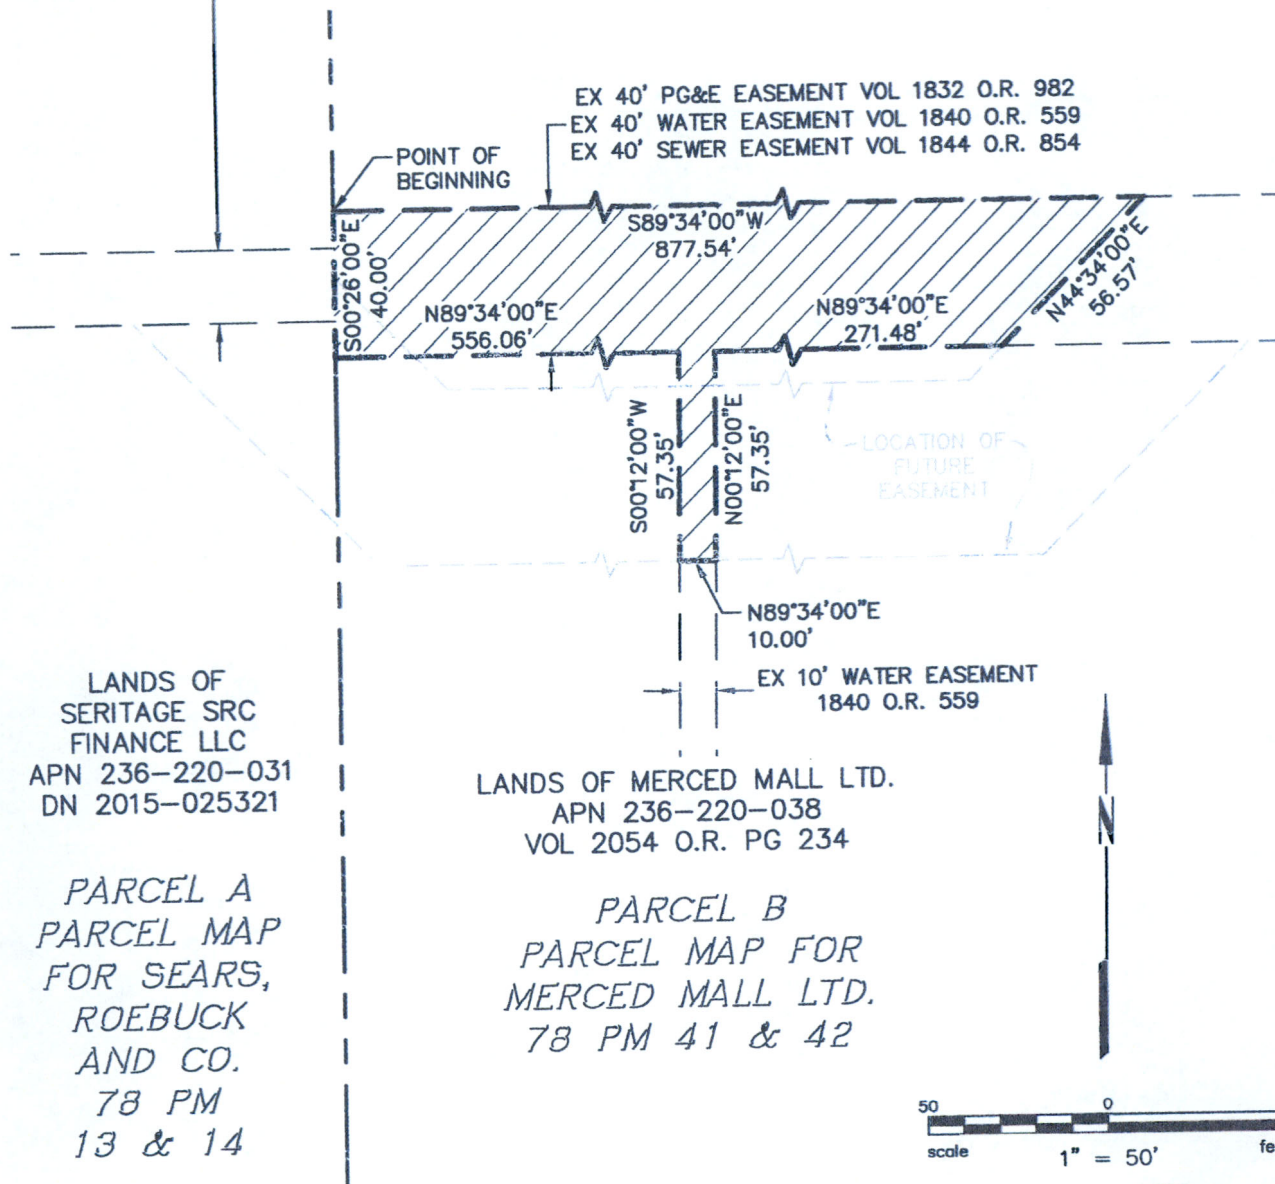 EX 40' PG&E EASEMENT VOL 1832 O.R. 982
EX 40' WATER EASEMENT VOL 1840 O.R. 559
EX 40' SEWER EASEMENT VOL 1844 O.R. 854
POINT OF
BEGINNING
S89°34'00"W
877.54'
S00°26'00"E
40.00'
N89°34'00"E
556.06'
N89°34'00"E
271.48'
N44°34'00"E
56.57'
S00°12'00"W
57.35'
N00°12'00"E
57.35'
LOCATION OF
FUTURE
EASEMENT
N89°34'00"E
10.00'
EX 10' WATER EASEMENT
1840 O.R. 559
LANDS OF
SERITAGE SRC
FINANCE LLC
APN 236-220-031
DN 2015-025321
LANDS OF MERCED MALL LTD.
APN 236-220-038
VOL 2054 O.R. PG 234
PARCEL A
PARCEL MAP
FOR SEARS,
ROEBUCK
AND CO.
78 PM
13 & 14
PARCEL B
PARCEL MAP FOR
MERCED MALL LTD.
78 PM 41 & 42
N
50 0
scale 1" = 50' fe